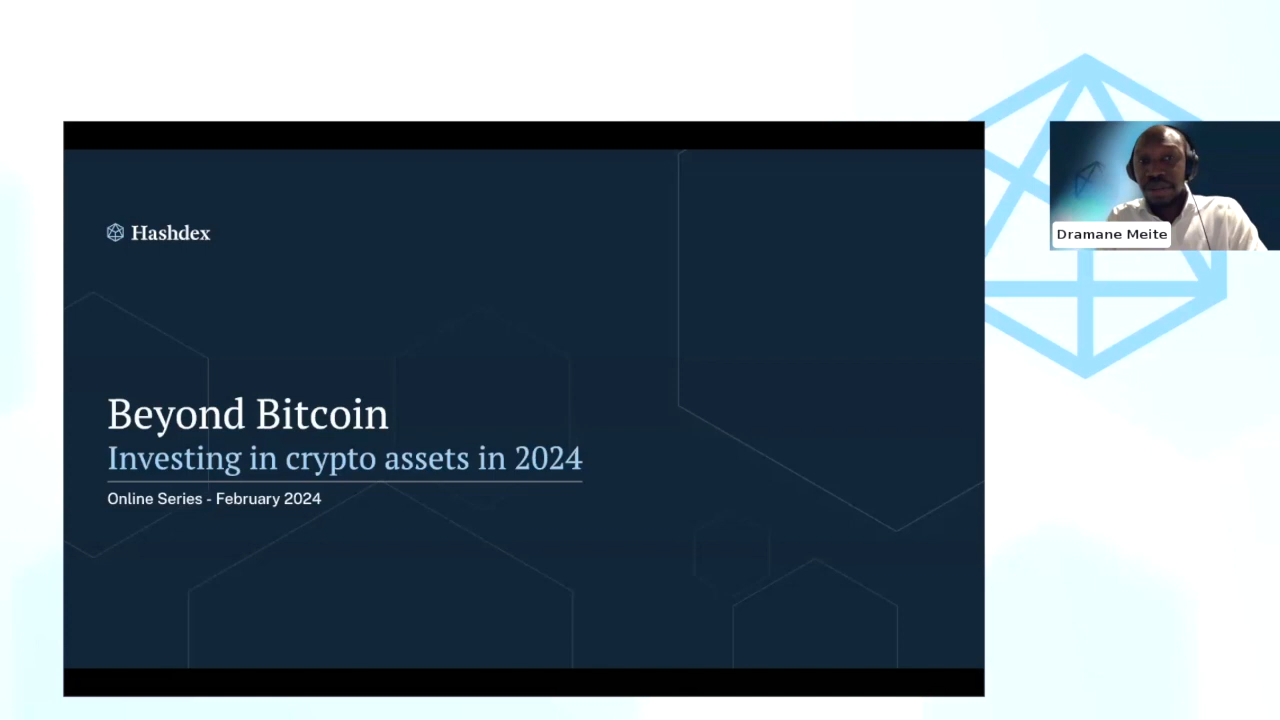 Hashdex
Beyond Bitcoin
Investing in crypto assets in 2024
Online Series - February 2024
Dramane Meite